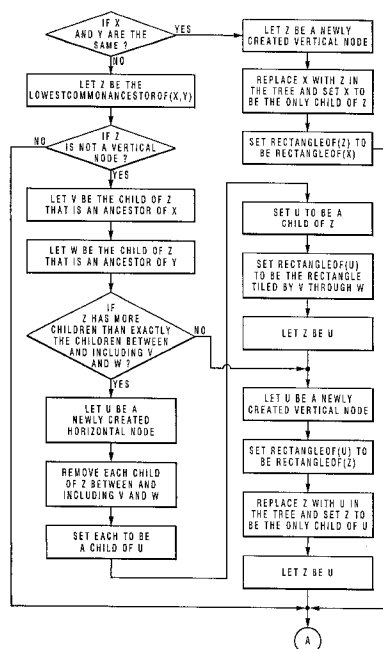 IF X
AND Y ARE THE
SAME ?
YES
NO
LET Z BE THE
LOWESTCOMMONANCESTOROF(X,Y)
NO
IF Z
IS NOT A VERTICAL
NODE ?
YES
LET V BE THE CHILD OF Z
THAT IS AN ANCESTOR OF X
LET W BE THE CHILD OF Z
THAT IS AN ANCESTOR OF Y
IF
Z HAS MORE
CHILDREN THAN EXACTLY
THE CHILDREN BETWEEN
AND INCLUDING V
AND W ?
NO
YES
LET U BE A
NEWLY CREATED
HORIZONTAL NODE
REMOVE EACH CHILD
OF Z BETWEEN AND
INCLUDING V AND W
SET EACH TO BE
A CHILD OF U
LET Z BE A NEWLY
CREATED VERTICAL NODE
REPLACE X WITH Z IN
THE TREE AND SET X TO
BE THE ONLY CHILD OF Z
SET RECTANGLEOF(Z) TO
BE RECTANGLEOF(X)
SET U TO BE A
CHILD OF Z
SET RECTANGLEOF(U)
TO BE THE RECTANGLE
TILED BY V THROUGH W
LET Z BE U
LET U BE A NEWLY
CREATED VERTICAL NODE
SET RECTANGLEOF(U) TO
BE RECTANGLEOF(Z)
REPLACE Z WITH U IN
THE TREE AND SET Z TO
BE THE ONLY CHILD OF U
LET Z BE U
A